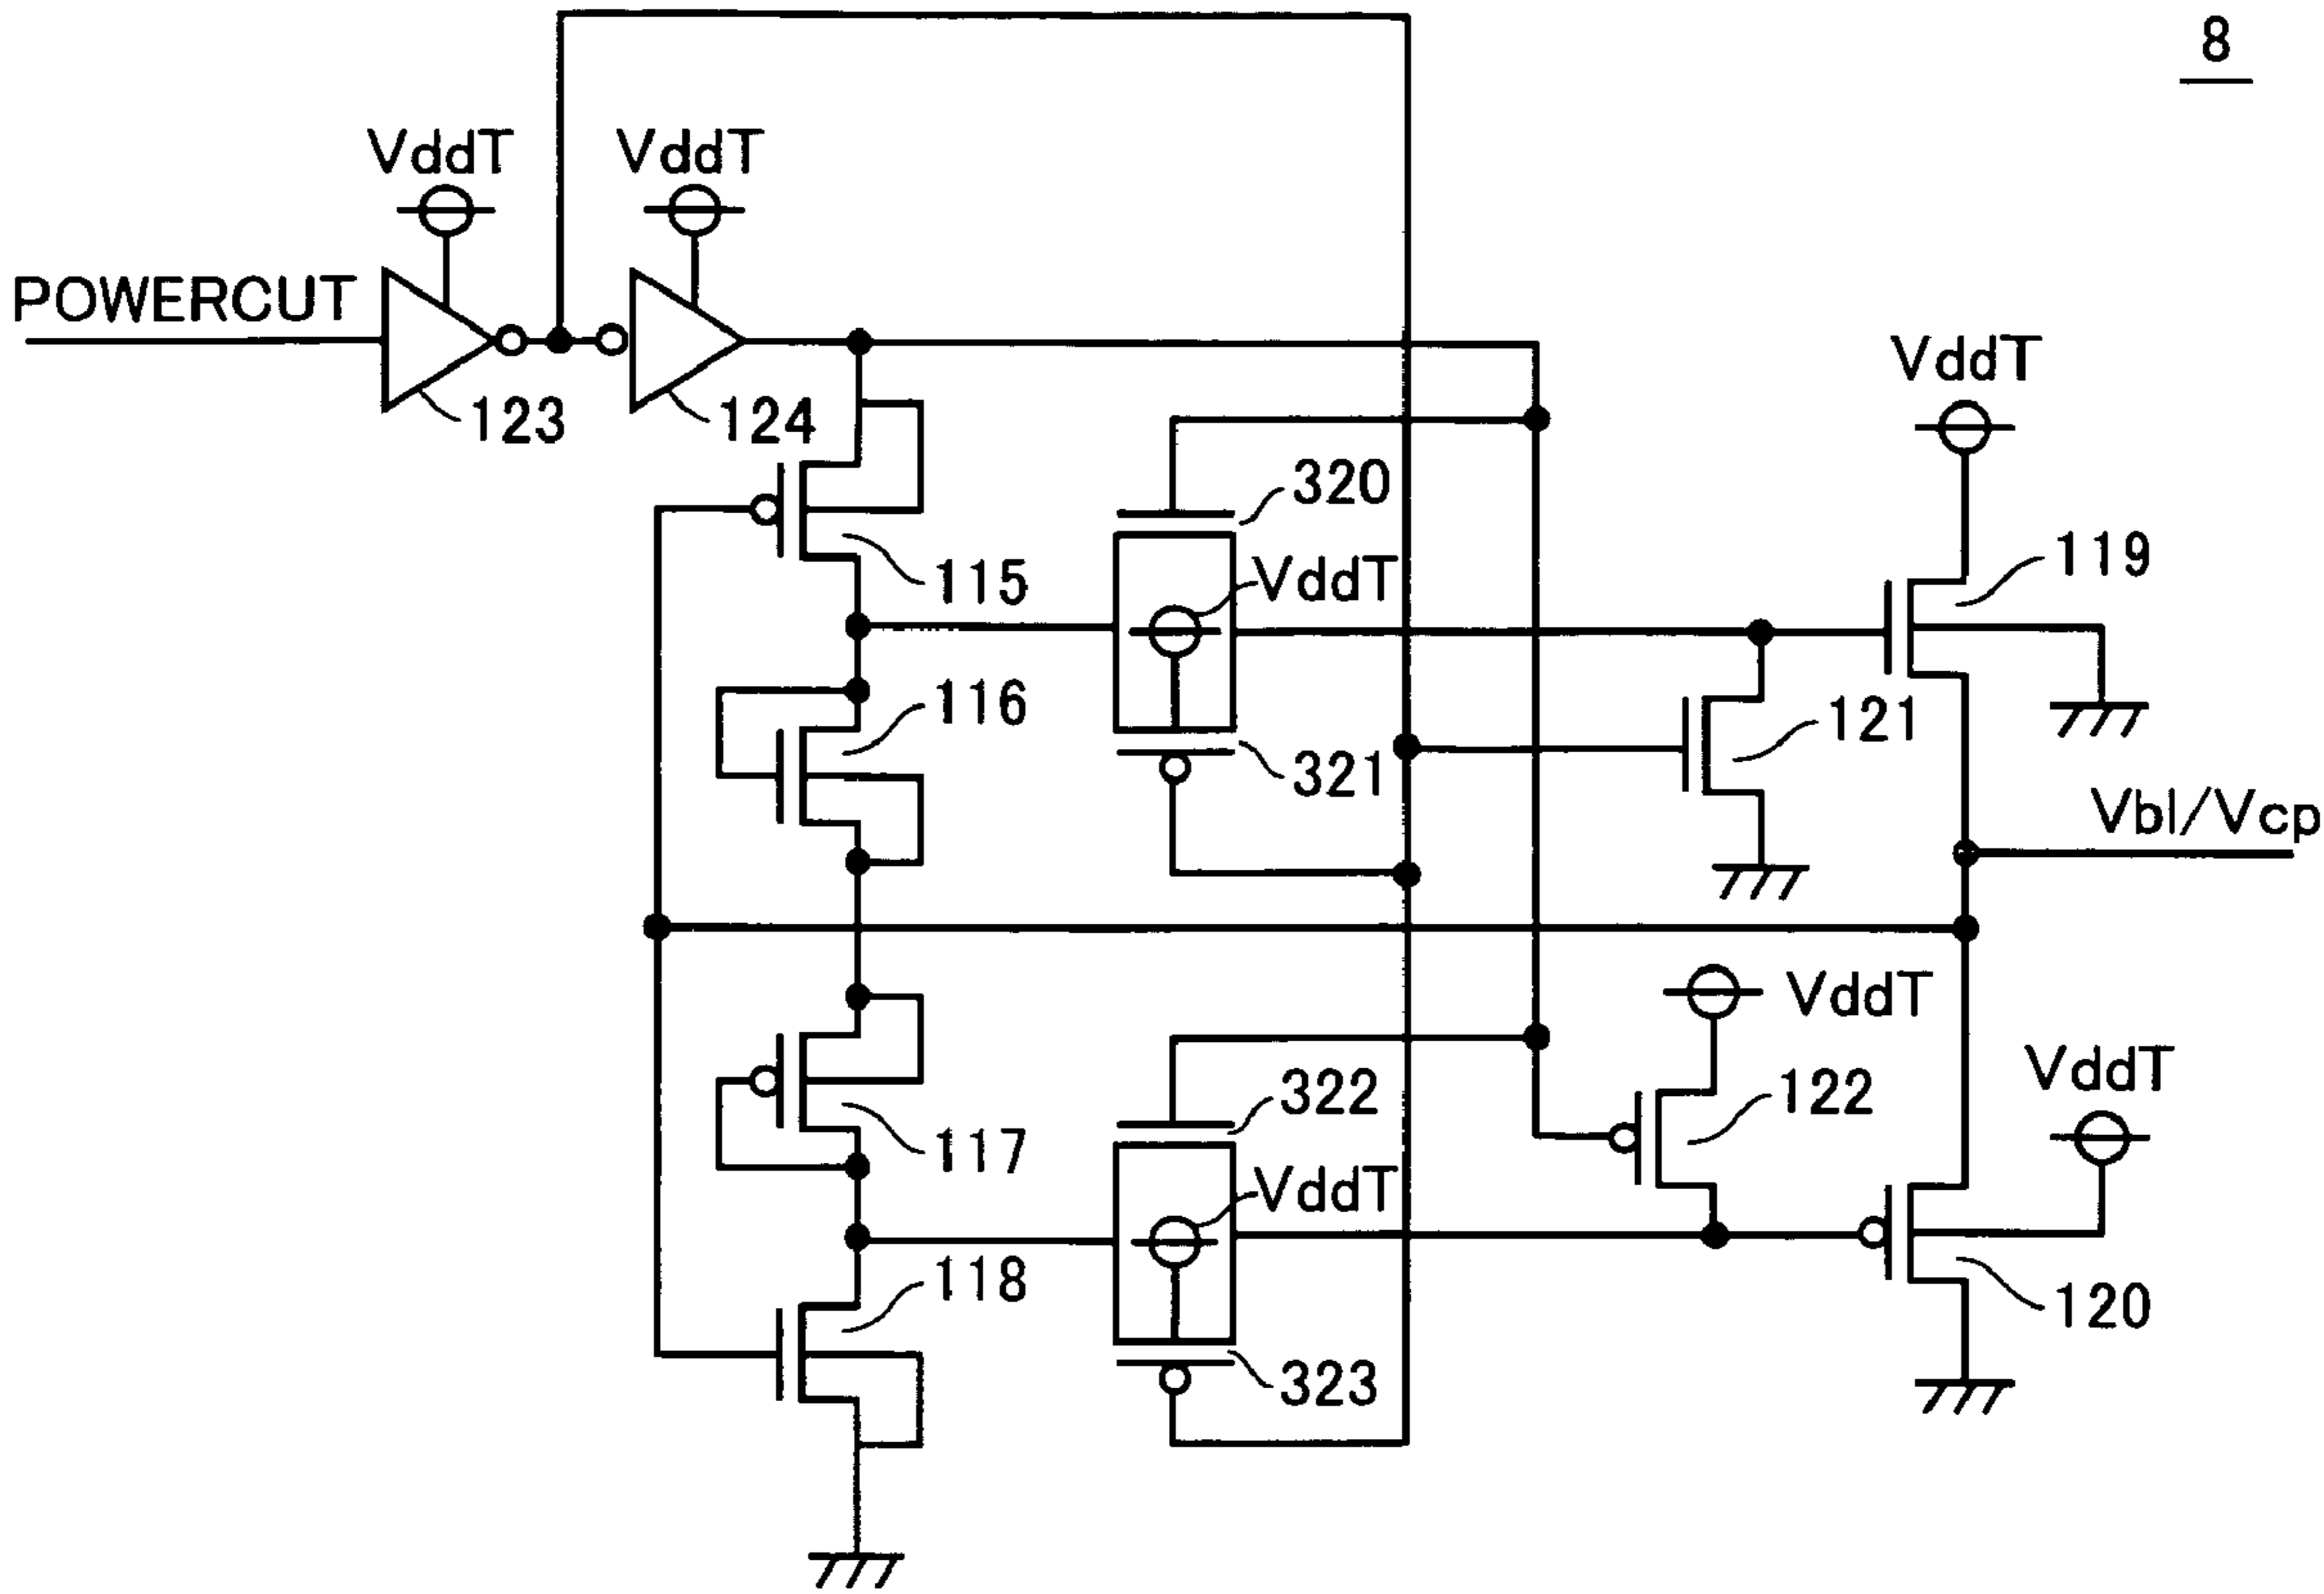 8
VddT
VddT
POWERCUT
123
124
VddT
320
VddT
119
115
116
121
321
Vbl/Vcp
VddT
VddT
322
122
117
VddT
118
120
323